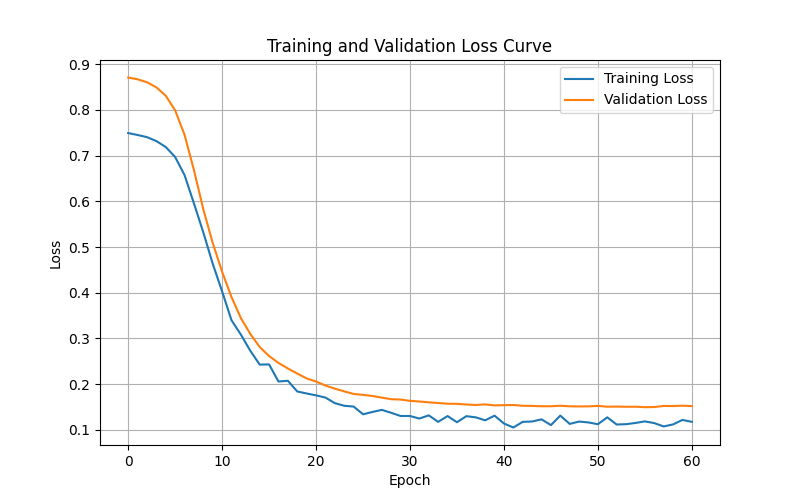 Training and Validation Loss Curve
Training Loss
Validation Loss
0.9
0.8
0.7
0.6
0.5
0.4
0.3
0.2
0.1
Loss
0 10 20 30 40 50 60
Epoch